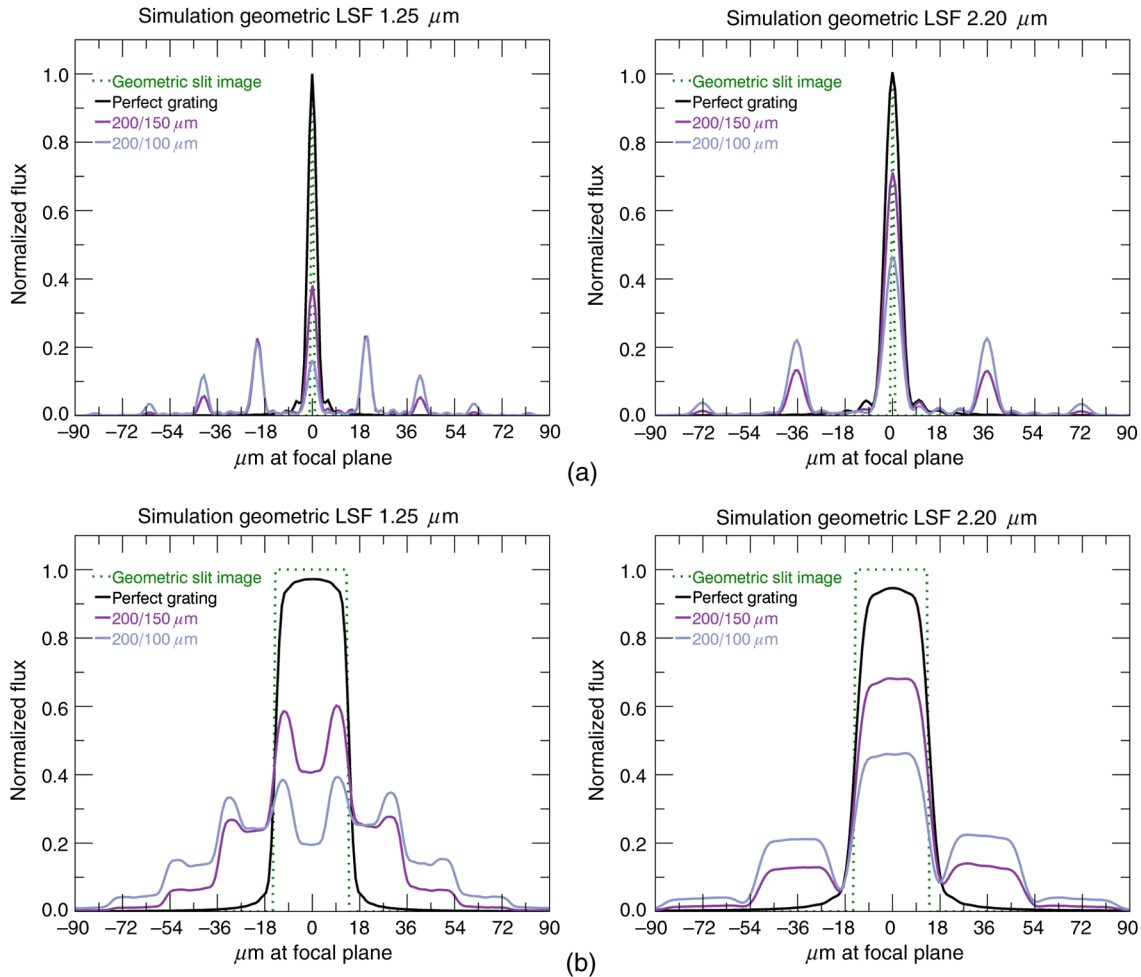 Simulation geometric LSF 1.25 μm
Normalized flux
1.0
0.8
0.6
0.4
0.2
0.0
Geometric slit image
Perfect grating
200/150 μm
200/100 μm
−90 −72 −54 −36 −18 0 18 36 54 72 90
μm at focal plane
Simulation geometric LSF 2.20 μm
Normalized flux
1.0
0.8
0.6
0.4
0.2
0.0
Geometric slit image
Perfect grating
200/150 μm
200/100 μm
−90 −72 −54 −36 −18 0 18 36 54 72 90
μm at focal plane
(a)
Simulation geometric LSF 1.25 μm
Normalized flux
1.0
0.8
0.6
0.4
0.2
0.0
Geometric slit image
Perfect grating
200/150 μm
200/100 μm
−90 −72 −54 −36 −18 0 18 36 54 72 90
μm at focal plane
Simulation geometric LSF 2.20 μm
Normalized flux
1.0
0.8
0.6
0.4
0.2
0.0
Geometric slit image
Perfect grating
200/150 μm
200/100 μm
−90 −72 −54 −36 −18 0 18 36 54 72 90
μm at focal plane
(b)